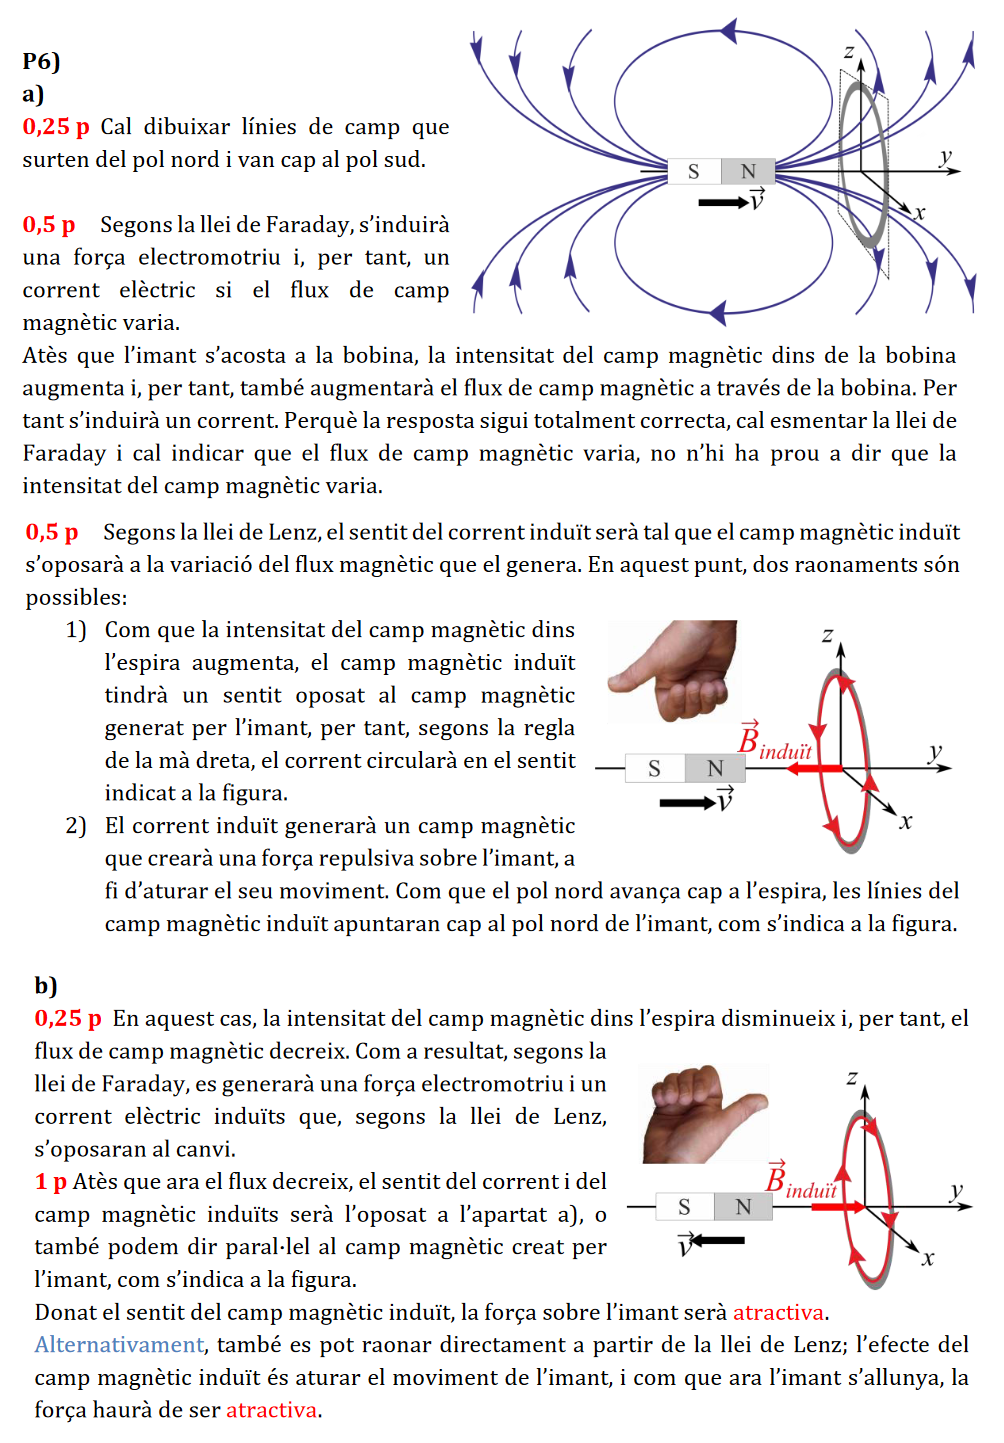 P6)
a)
0,25 p Cal dibuixar línies de camp que
surten del pol nord i van cap al pol sud.
z
y
x
S N
v
0,5 p Segons la llei de Faraday, s’induirà
una força electromotriu i, per tant, un
corrent elèctric si el flux de camp
magnètic varia.
Atès que l’imant s’acosta a la bobina, la intensitat del camp magnètic dins de la bobina
augmenta i, per tant, també augmentarà el flux de camp magnètic a través de la bobina. Per
tant s’induirà un corrent. Perquè la resposta sigui totalment correcta, cal esmentar la llei de
Faraday i cal indicar que el flux de camp magnètic varia, no n’hi ha prou a dir que la
intensitat del camp magnètic varia.
0,5 p Segons la llei de Lenz, el sentit del corrent induït serà tal que el camp magnètic induït
s’oposarà a la variació del flux magnètic que el genera. En aquest punt, dos raonaments són
possibles:
1) Com que la intensitat del camp magnètic dins
l’espira augmenta, el camp magnètic induït
tindrà un sentit oposat al camp magnètic
generat per l’imant, per tant, segons la regla
de la mà dreta, el corrent circularà en el sentit
indicat a la figura.
z
B induït
y
S N
v
x
2) El corrent induït generarà un camp magnètic
que crearà una força repulsiva sobre l’imant, a
fi d’aturar el seu moviment. Com que el pol nord avança cap a l’espira, les línies del
camp magnètic induït apuntaran cap al pol nord de l’imant, com s’indica a la figura.
b)
0,25 p En aquest cas, la intensitat del camp magnètic dins l’espira disminueix i, per tant, el
flux de camp magnètic decreix. Com a resultat, segons la
llei de Faraday, es generarà una força electromotriu i un
corrent elèctric induïts que, segons la llei de Lenz,
s’oposaran al canvi.
1 p Atès que ara el flux decreix, el sentit del corrent i del
camp magnètic induïts serà l’oposat a l’apartat a), o
també podem dir paral·lel al camp magnètic creat per
l’imant, com s’indica a la figura.
z
B induït
y
S N
v
x
Donat el sentit del camp magnètic induït, la força sobre l’imant serà atractiva.
Alternativament, també es pot raonar directament a partir de la llei de Lenz; l’efecte del
camp magnètic induït és aturar el moviment de l’imant, i com que ara l’imant s’allunya, la
força haurà de ser atractiva.